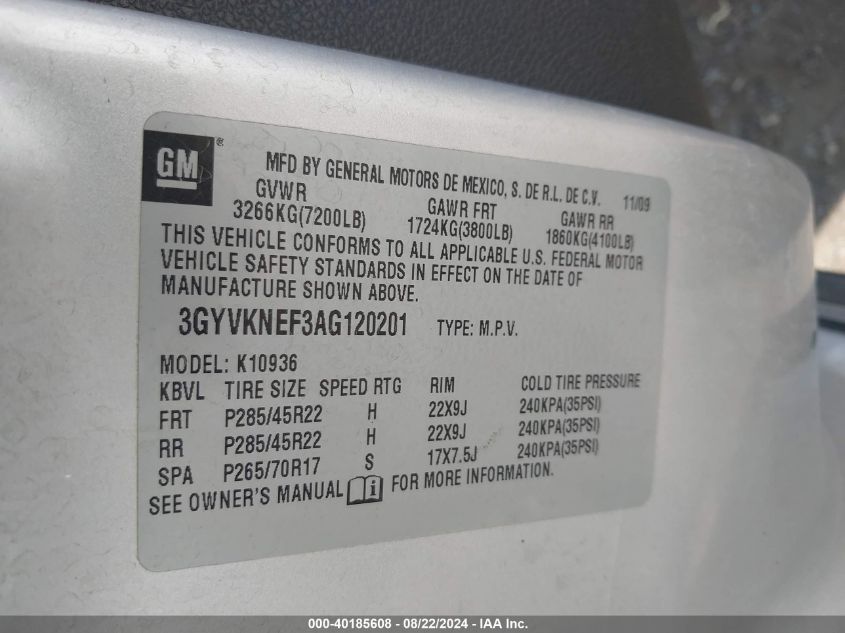 GM®
MFD BY GENERAL MOTORS DE MEXICO, S. DE R.L. DE C.V. 11/09
GVWR GAWR FRT GAWR RR
3266KG(7200LB) 1724KG(3800LB) 1860KG(4100LB)
THIS VEHICLE CONFORMS TO ALL APPLICABLE U.S. FEDERAL MOTOR
VEHICLE SAFETY STANDARDS IN EFFECT ON THE DATE OF
MANUFACTURE SHOWN ABOVE.
3GYVKNEF3AG120201 TYPE: M.P.V.
MODEL: K10936
KBVL TIRE SIZE SPEED RTG RIM COLD TIRE PRESSURE
FRT P285/45R22 H 22X9J 240KPA(35PSI)
RR P285/45R22 H 22X9J 240KPA(35PSI)
SPA P265/70R17 S 17X7.5J 240KPA(35PSI)
SEE OWNER'S MANUAL i FOR MORE INFORMATION.
000-40185608 - 08/22/2024 - IAA Inc.